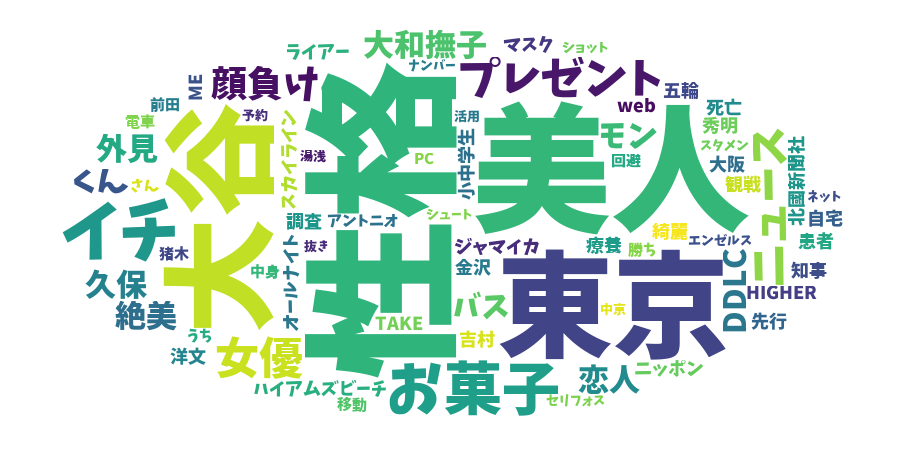 大和撫子
ライアー
マスク
ショット
ナンバー
プレゼント
顔負け
ME
前田
電車
予約
活用
web
五輪
死亡
秀明
スタメン
モン
回避
大阪
観戦
ニュース
北國新聞社
ネット
自宅
患者
知事
外見
くん
さん
大谷
スカイライン
湯浅
性格
PC
小中学生
美人
イチ
猪木
久保
絶美
中身
オールナイト
調査
アントニオ
抜き
シュート
ジャマイカ
金沢
療養
勝ち
綺麗
エンゼルス
東京
中京
DDLC
HIGHER
先行
バス
吉村
TAKE
うち
洋文
女優
ハイアムズビーチ
移動
お菓子
恋人
ニッポン
セリフォス